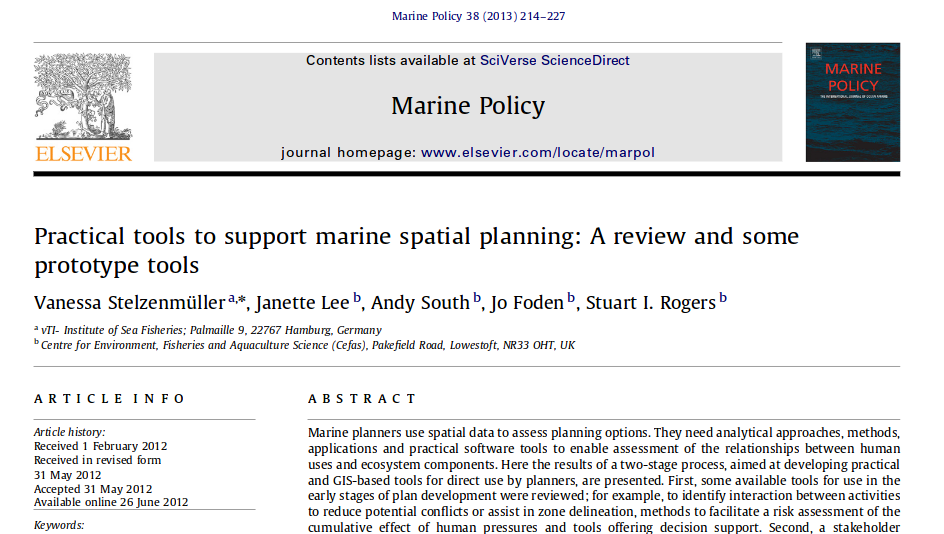 Marine Policy 38 (2013) 214–227
Contents lists available at SciVerse ScienceDirect
Marine Policy
journal homepage: www.elsevier.com/locate/marpol
ELSEVIER
MARINE
POLICY
Practical tools to support marine spatial planning: A review and some
prototype tools
Vanessa Stelzenmüller a,*, Janette Lee b, Andy South b, Jo Foden b, Stuart I. Rogers b
a vTI- Institute of Sea Fisheries; Palmaille 9, 22767 Hamburg, Germany
b Centre for Environment, Fisheries and Aquaculture Science (Cefas), Pakefield Road, Lowestoft, NR33 OHT, UK
ARTICLE INFO
Article history:
Received 1 February 2012
Received in revised form
31 May 2012
Accepted 31 May 2012
Available online 26 June 2012
Keywords:
ABSTRACT
Marine planners use spatial data to assess planning options. They need analytical approaches, methods,
applications and practical software tools to enable assessment of the relationships between human
uses and ecosystem components. Here the results of a two-stage process, aimed at developing practical
and GIS-based tools for direct use by planners, are presented. First, some available tools for use in the
early stages of plan development were reviewed; for example, to identify interaction between activities
to reduce potential conflicts or assist in zone delineation, methods to facilitate a risk assessment of the
cumulative effect of human pressures and tools offering decision support. Second, a stakeholder